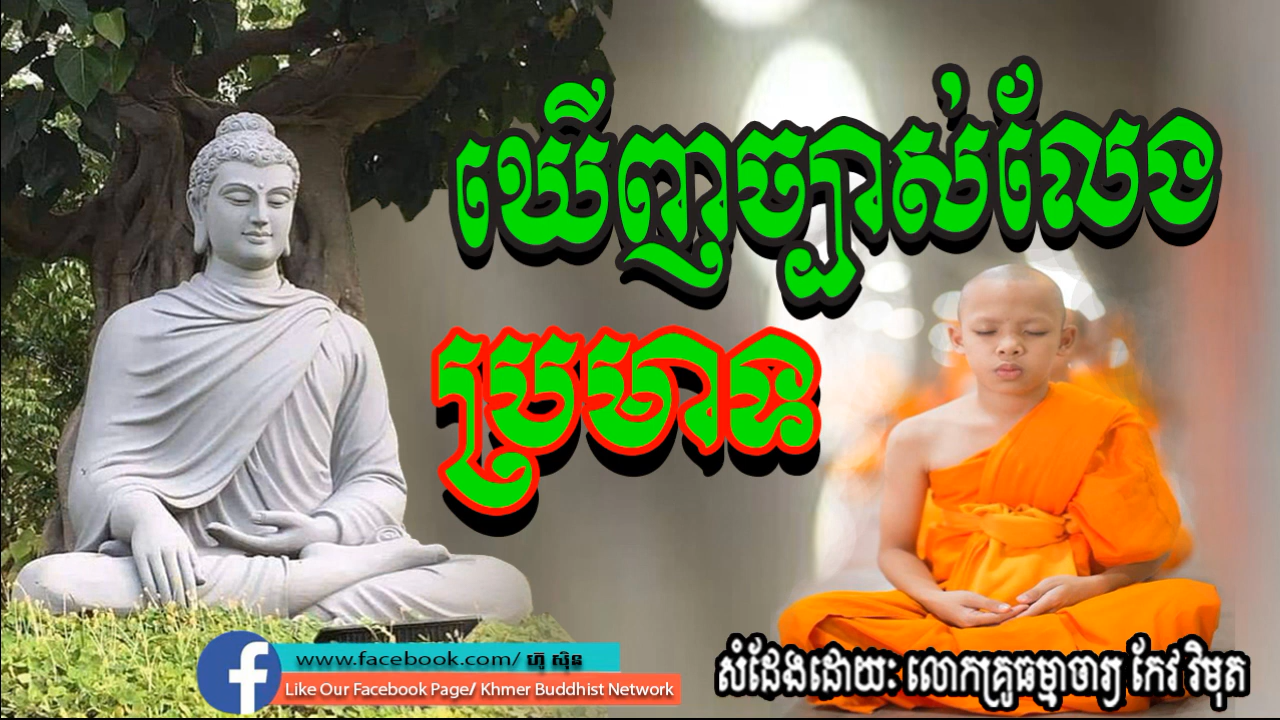 ឃើញច្បាស់លែង
ប្រមាទ
www.facebook.com/ ហ៊ូ ស៊ិន
Like Our Facebook Page/ Khmer Buddhist Network
សំដែងដោយ: លោកគ្រូធម្មាចារ្យ កែវ វិមុត